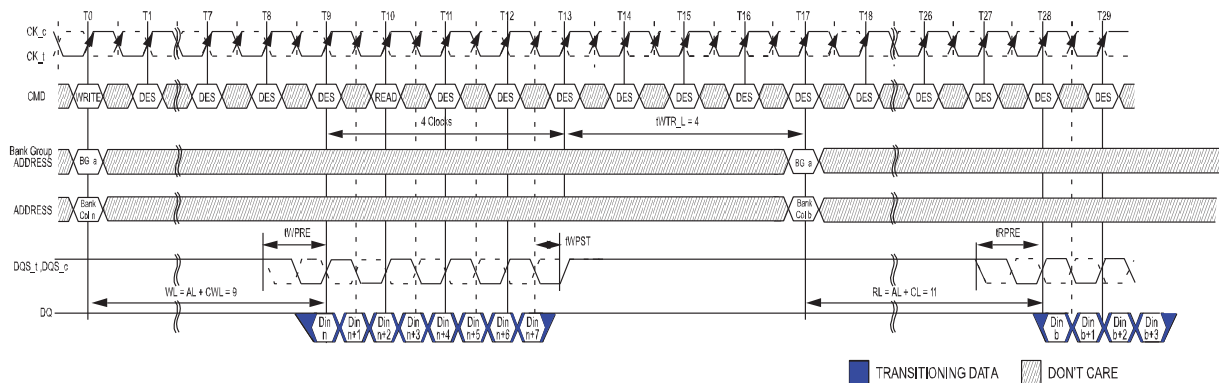 T0 T1 T7 T8 T9 T10 T11 T12 T13 T14 T15 T16 T17 T18 T26 T27 T28 T29
CK_c
CK_t
CMD WRITE DES DES DES DES READ DES DES DES DES DES DES DES DES DES DES DES DES
4 Clocks tWTR_L = 4
Bank Group
ADDRESS BG a BG a
ADDRESS Bank Col n Bank Col b
tWPRE tWPST tRPRE
DQS_t,DQS_c
WL = AL + CWL = 9 RL = AL + CL = 11
DQ Din n Din n+1 Din n+2 Din n+3 Din n+4 Din n+5 Din n+6 Din n+7 Din b Din b+1 Din b+2 Din b+3
TRANSITIONING DATA DON'T CARE